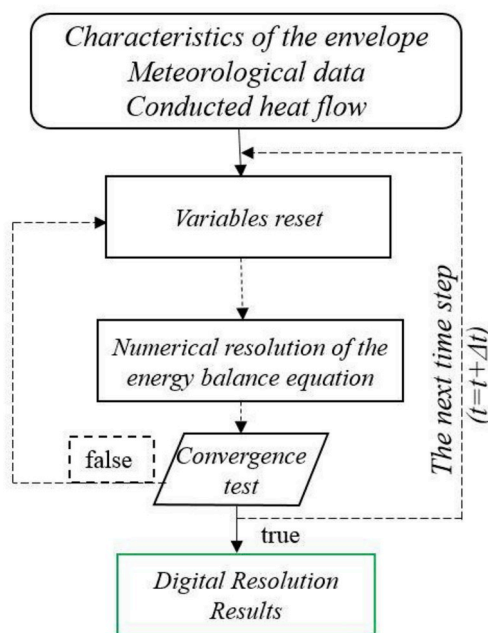 Characteristics of the envelope
Meteorological data
Conducted heat flow
Variables reset
Numerical resolution of the
energy balance equation
Convergence
test
false
true
The next time step
(t=t+Δt)
Digital Resolution
Results